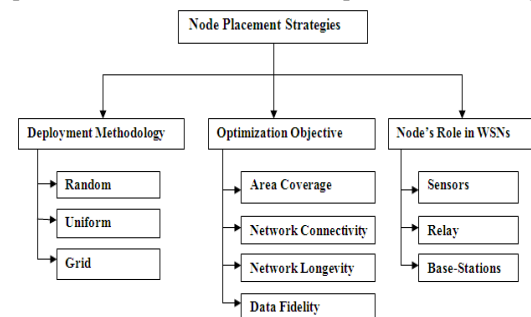 Node Placement Strategies
Deployment Methodology
Random
Uniform
Grid
Optimization Objective
Area Coverage
Network Connectivity
Network Longevity
Data Fidelity
Node's Role in WSNs
Sensors
Relay
Base-Stations